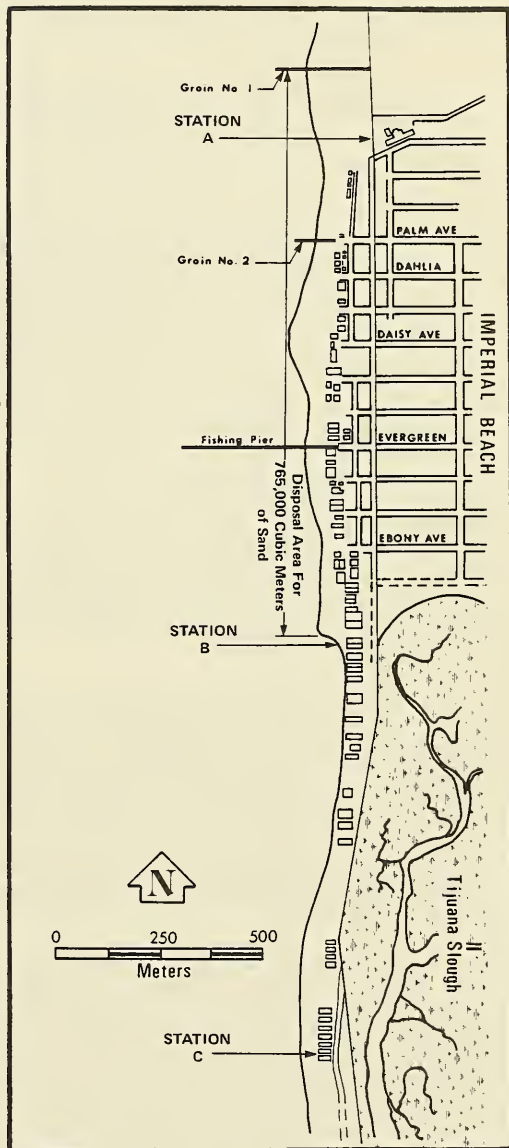 Groin No. 1
STATION
A
PALM AVE
Groin No. 2
DAHLIA
DAISY AVE
IMPERIAL BEACH
EVERGREEN
Fishing Pier
Disposal Area For
765,000 Cubic Meters
of Sand
EBONY AVE
STATION
B
Tijuana Slough
N
0 250 500
Meters
STATION
C